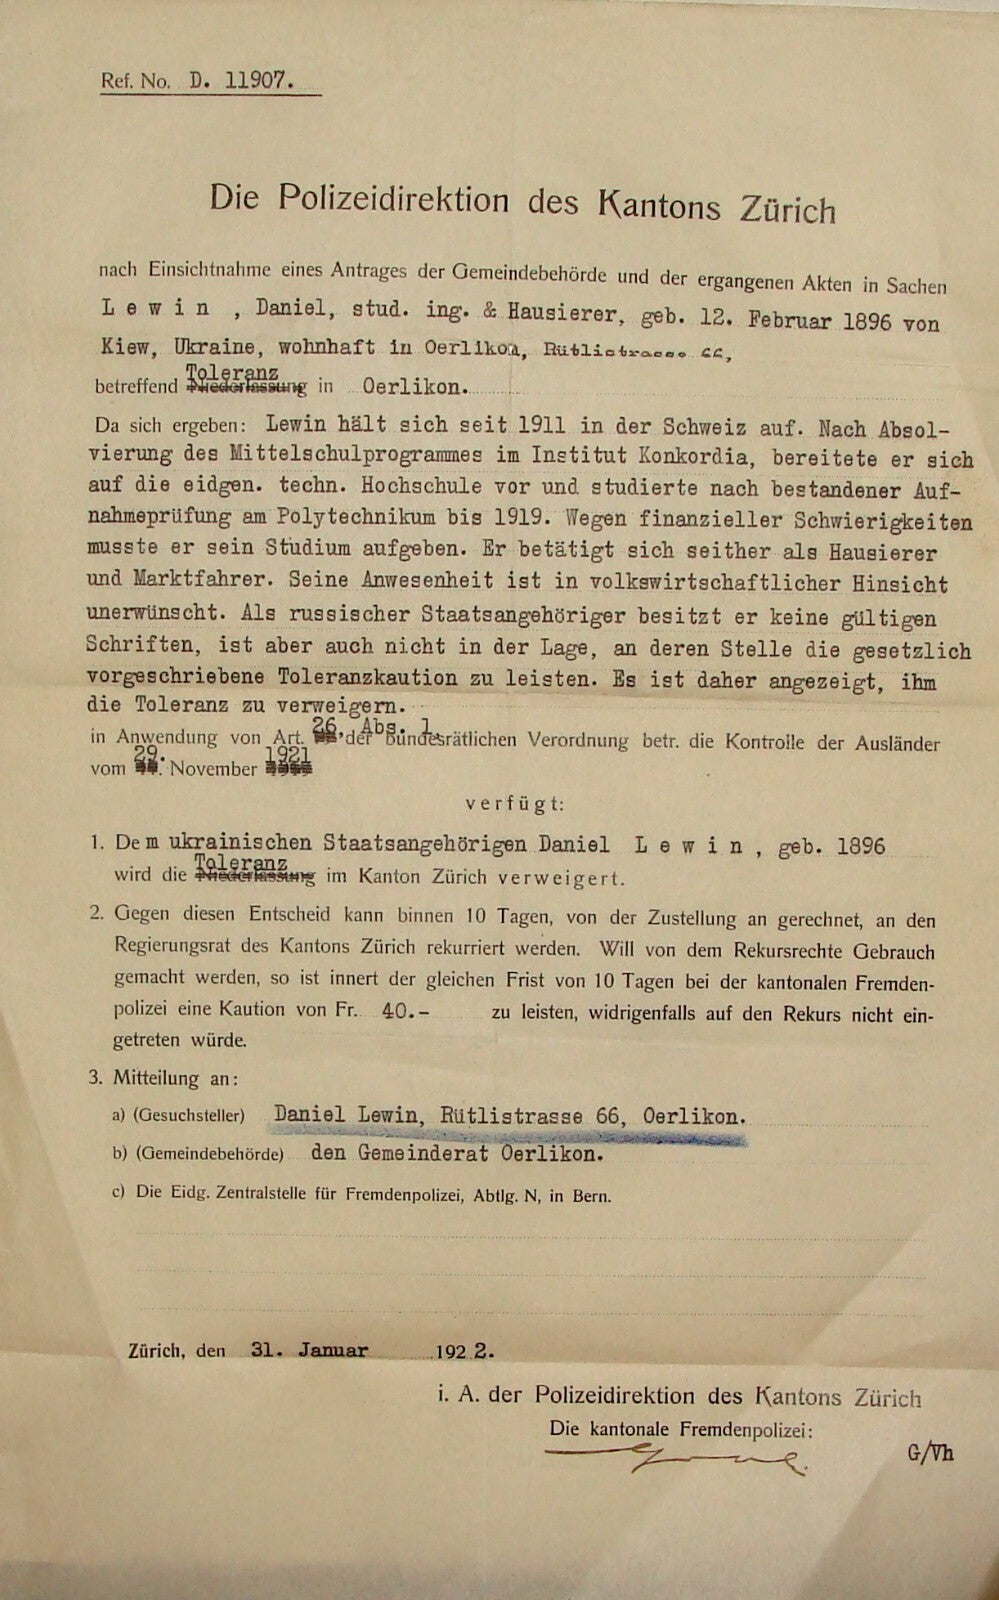 Ref. No. D. 11907.
Die Polizeidirektion des Kantons Zürich
nach Einsichtnahme eines Antrages der Gemeindebehörde und der ergangenen Akten in Sachen
L e w i n , Daniel, stud. ing. & Hausierer, geb. 12. Februar 1896 von
Kiew, Ukraine, wohnhaft in Oerlikon, Rütlistrasse 66,
Toleranz
betreffend Niederlassung in Oerlikon.
Da sich ergeben: Lewin hält sich seit 1911 in der Schweiz auf. Nach Absol-
vierung des Mittelschulprogrammes im Institut Konkordia, bereitete er sich
auf die eidgen. techn. Hochschule vor und studierte nach bestandener Auf-
nahmeprüfung am Polytechnikum bis 1919. Wegen finanzieller Schwierigkeiten
musste er sein Studium aufgeben. Er betätigt sich seither als Hausierer
und Marktfahrer. Seine Anwesenheit ist in volkswirtschaftlicher Hinsicht
unerwünscht. Als russischer Staatsangehöriger besitzt er keine gültigen
Schriften, ist aber auch nicht in der Lage, an deren Stelle die gesetzlich
vorgeschriebene Toleranzkaution zu leisten. Es ist daher angezeigt, ihm
die Toleranz zu verweigern.
26, Abs. 1,
in Anwendung von Art. der bundesrätlichen Verordnung betr. die Kontrolle der Ausländer
29. 1921
vom November
verfügt:
1. Dem ukrainischen Staatsangehörigen Daniel L e w i n , geb. 1896
Toleranz
wird die Niederlassung im Kanton Zürich verweigert.
2. Gegen diesen Entscheid kann binnen 10 Tagen, von der Zustellung an gerechnet, an den
Regierungsrat des Kantons Zürich rekurriert werden. Will von dem Rekursrechte Gebrauch
gemacht werden, so ist innert der gleichen Frist von 10 Tagen bei der kantonalen Fremden-
polizei eine Kaution von Fr. 40.- zu leisten, widrigenfalls auf den Rekurs nicht ein-
getreten würde.
3. Mitteilung an:
a) (Gesuchsteller) Daniel Lewin, Rütlistrasse 66, Oerlikon.
b) (Gemeindebehörde) den Gemeinderat Oerlikon.
c) Die Eidg. Zentralstelle für Fremdenpolizei, Abtlg. N, in Bern.
Zürich, den 31. Januar 1922.
i. A. der Polizeidirektion des Kantons Zürich
Die kantonale Fremdenpolizei:
G/Vh